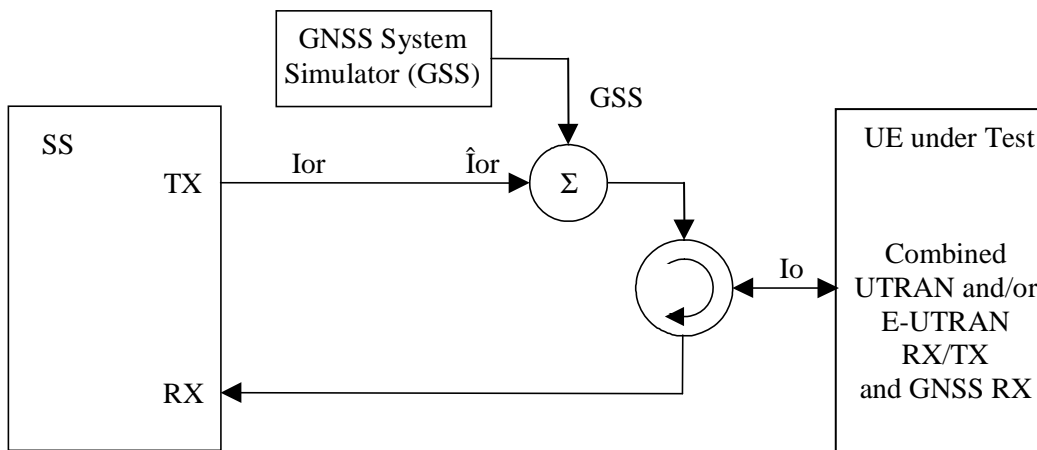 GNSS System
Simulator (GSS)
GSS
SS
TX
Ior
Îor
Σ
UE under Test
Io
Combined
UTRAN and/or
E-UTRAN
RX/TX
and GNSS RX
RX